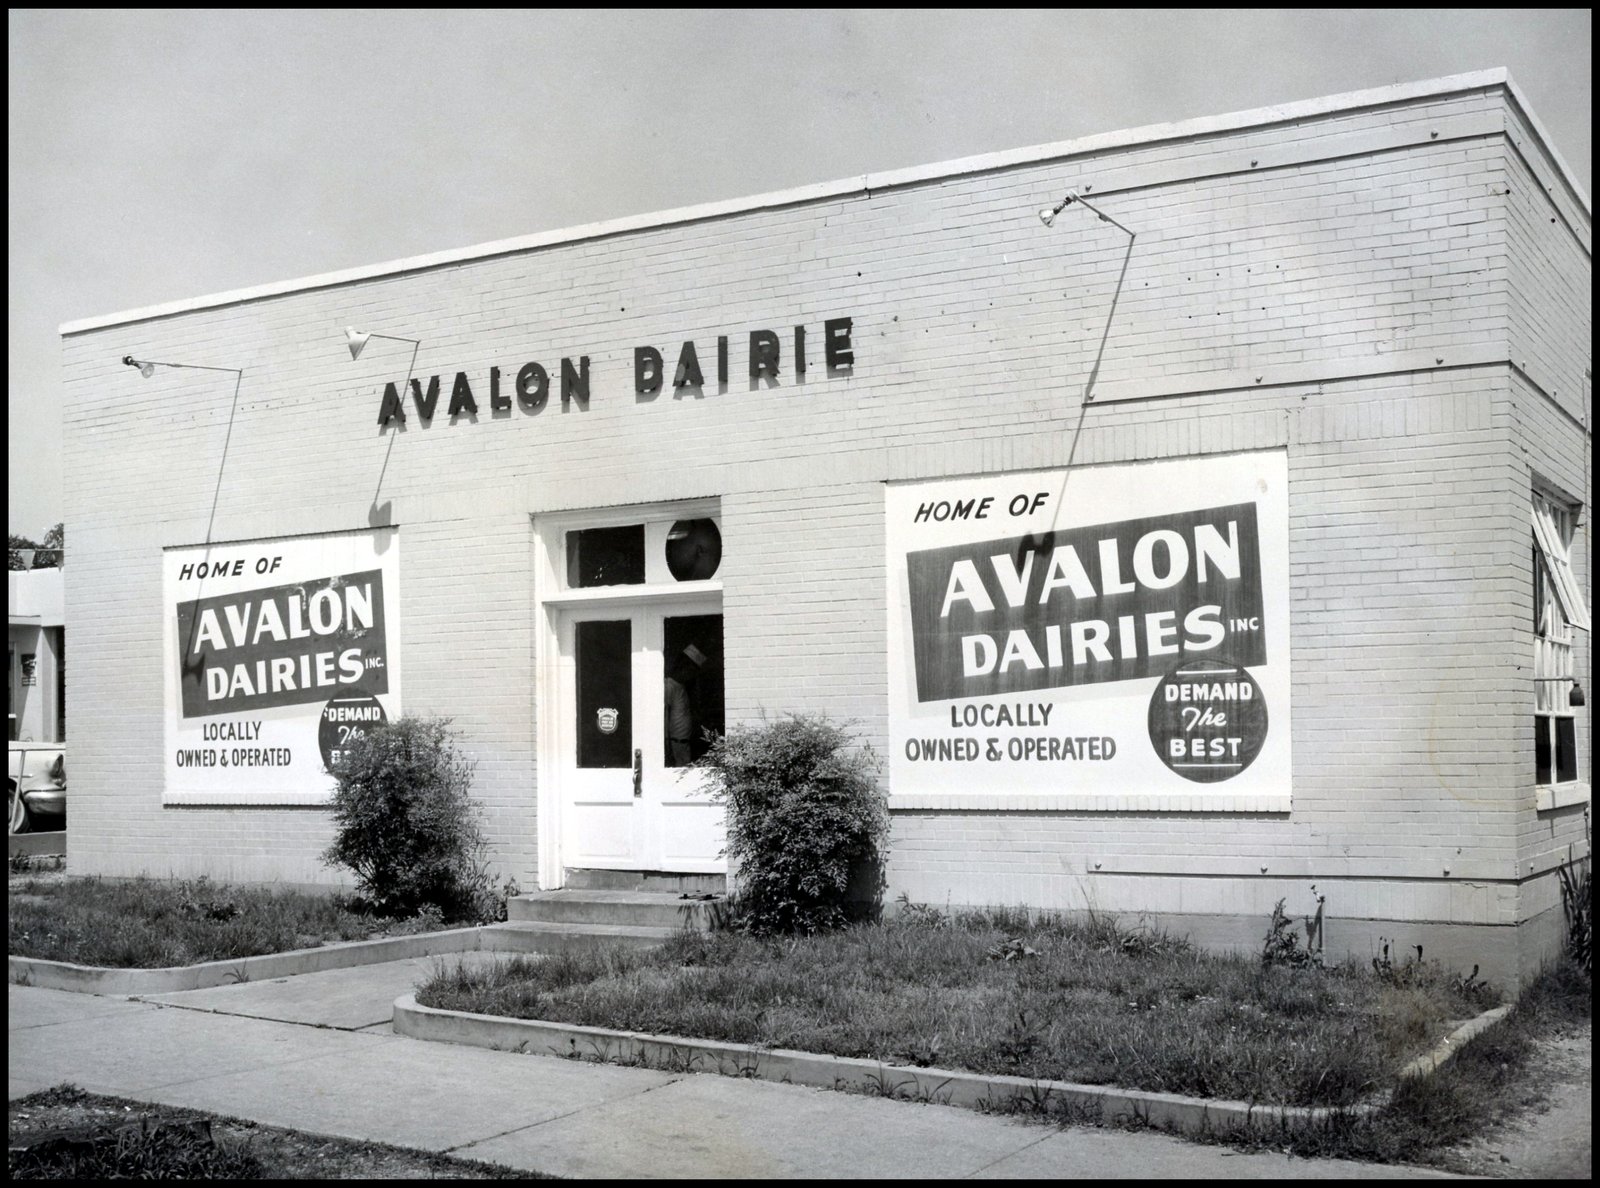 AVALON DAIRIE
HOME OF
AVALON
DAIRIES INC.
LOCALLY
OWNED & OPERATED
DEMAND
The
HOME OF
AVALON
DAIRIES INC
LOCALLY
OWNED & OPERATED
DEMAND
The
BEST